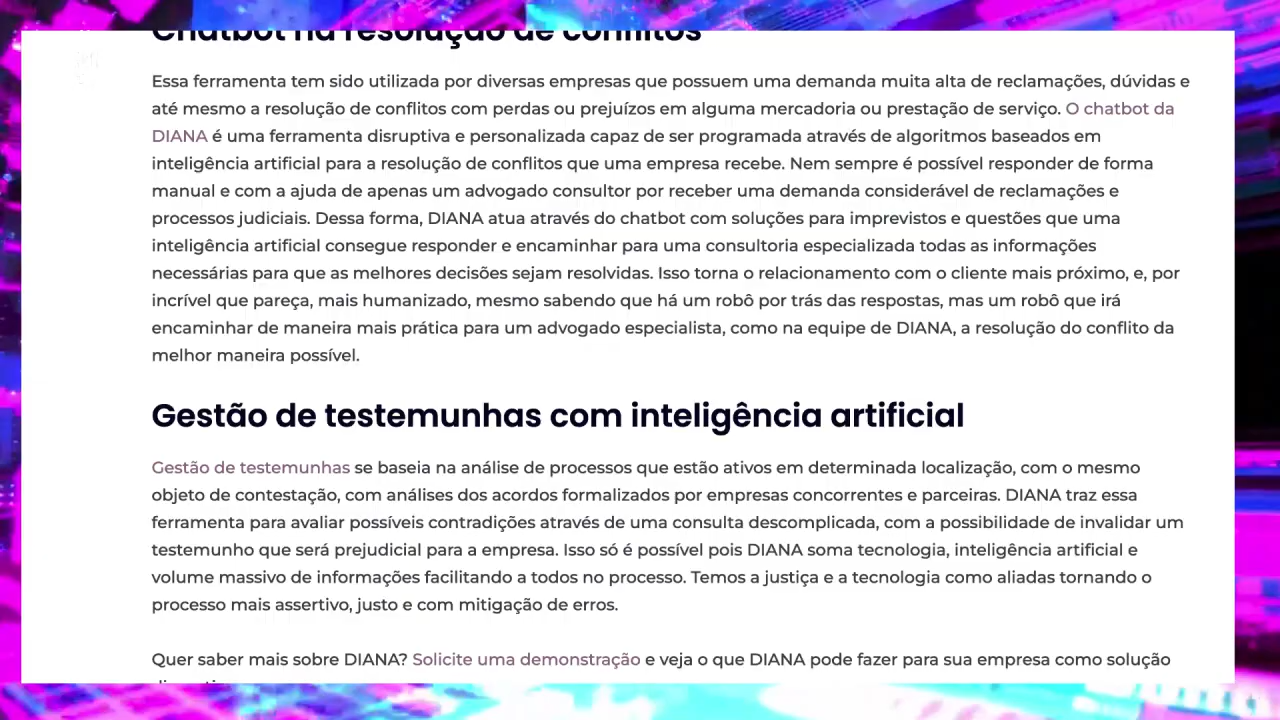 Chatbot na resolução de conflitos
Essa ferramenta tem sido utilizada por diversas empresas que possuem uma demanda muita alta de reclamações, dúvidas e
até mesmo a resolução de conflitos com perdas ou prejuízos em alguma mercadoria ou prestação de serviço. O chatbot da
DIANA é uma ferramenta disruptiva e personalizada capaz de ser programada através de algoritmos baseados em
inteligência artificial para a resolução de conflitos que uma empresa recebe. Nem sempre é possível responder de forma
manual e com a ajuda de apenas um advogado consultor por receber uma demanda considerável de reclamações e
processos judiciais. Dessa forma, DIANA atua através do chatbot com soluções para imprevistos e questões que uma
inteligência artificial consegue responder e encaminhar para uma consultoria especializada todas as informações
necessárias para que as melhores decisões sejam resolvidas. Isso torna o relacionamento com o cliente mais próximo, e, por
incrível que pareça, mais humanizado, mesmo sabendo que há um robô por trás das respostas, mas um robô que irá
encaminhar de maneira mais prática para um advogado especialista, como na equipe de DIANA, a resolução do conflito da
melhor maneira possível.
Gestão de testemunhas com inteligência artificial
Gestão de testemunhas se baseia na análise de processos que estão ativos em determinada localização, com o mesmo
objeto de contestação, com análises dos acordos formalizados por empresas concorrentes e parceiras. DIANA traz essa
ferramenta para avaliar possíveis contradições através de uma consulta descomplicada, com a possibilidade de invalidar um
testemunho que será prejudicial para a empresa. Isso só é possível pois DIANA soma tecnologia, inteligência artificial e
volume massivo de informações facilitando a todos no processo. Temos a justiça e a tecnologia como aliadas tornando o
processo mais assertivo, justo e com mitigação de erros.
Quer saber mais sobre DIANA? Solicite uma demonstração e veja o que DIANA pode fazer para sua empresa como solução